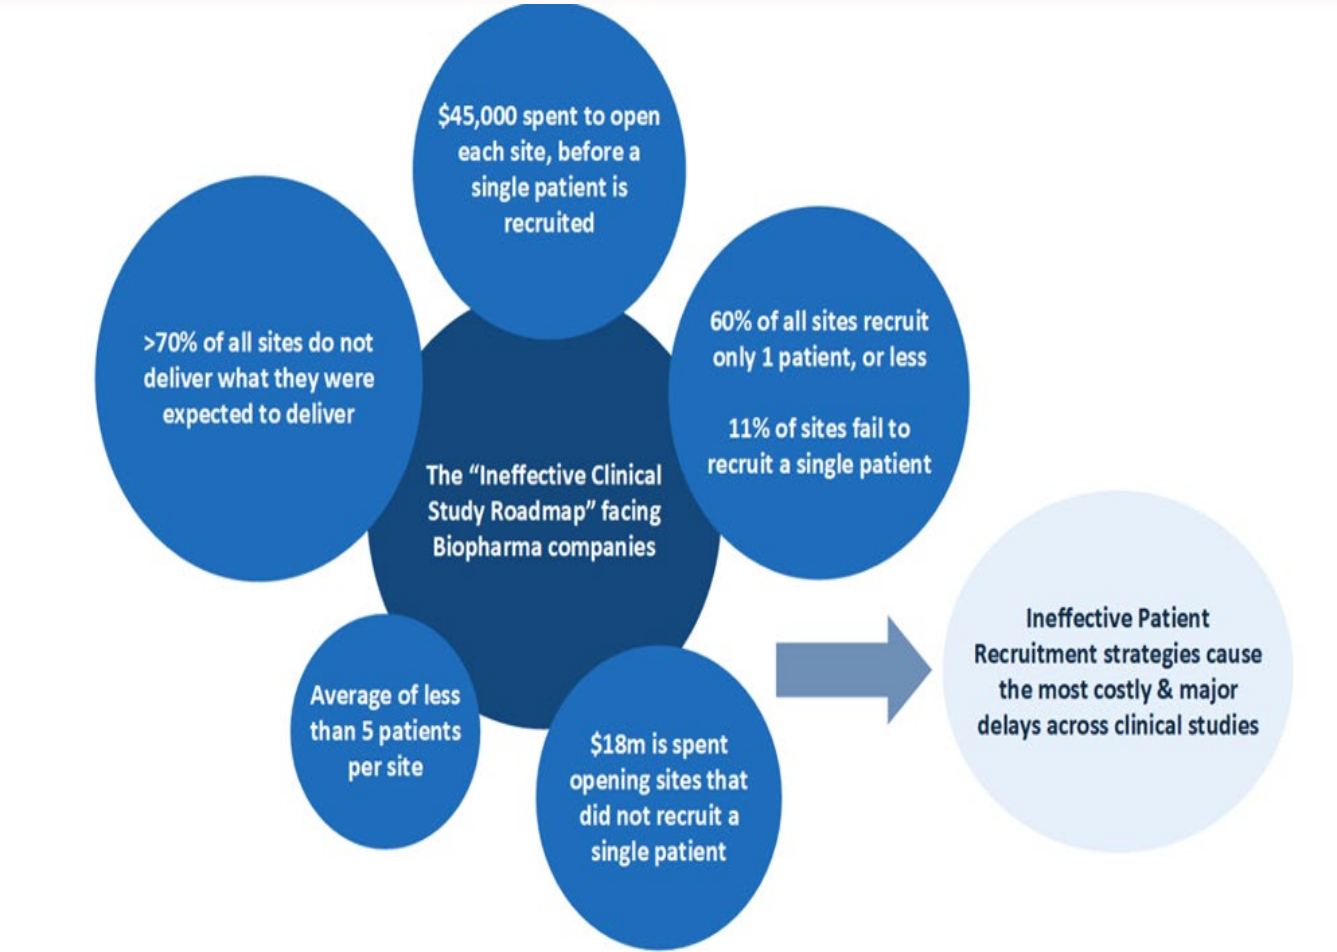 $45,000 spent to open
each site, before a
single patient is
recruited
>70% of all sites do not
deliver what they were
expected to deliver
60% of all sites recruit
only 1 patient, or less
11% of sites fail to
recruit a single patient
The “Ineffective Clinical
Study Roadmap” facing
Biopharma companies
Average of less
than 5 patients
per site
$18m is spent
opening sites that
did not recruit a
single patient
Ineffective Patient
Recruitment strategies cause
the most costly & major
delays across clinical studies